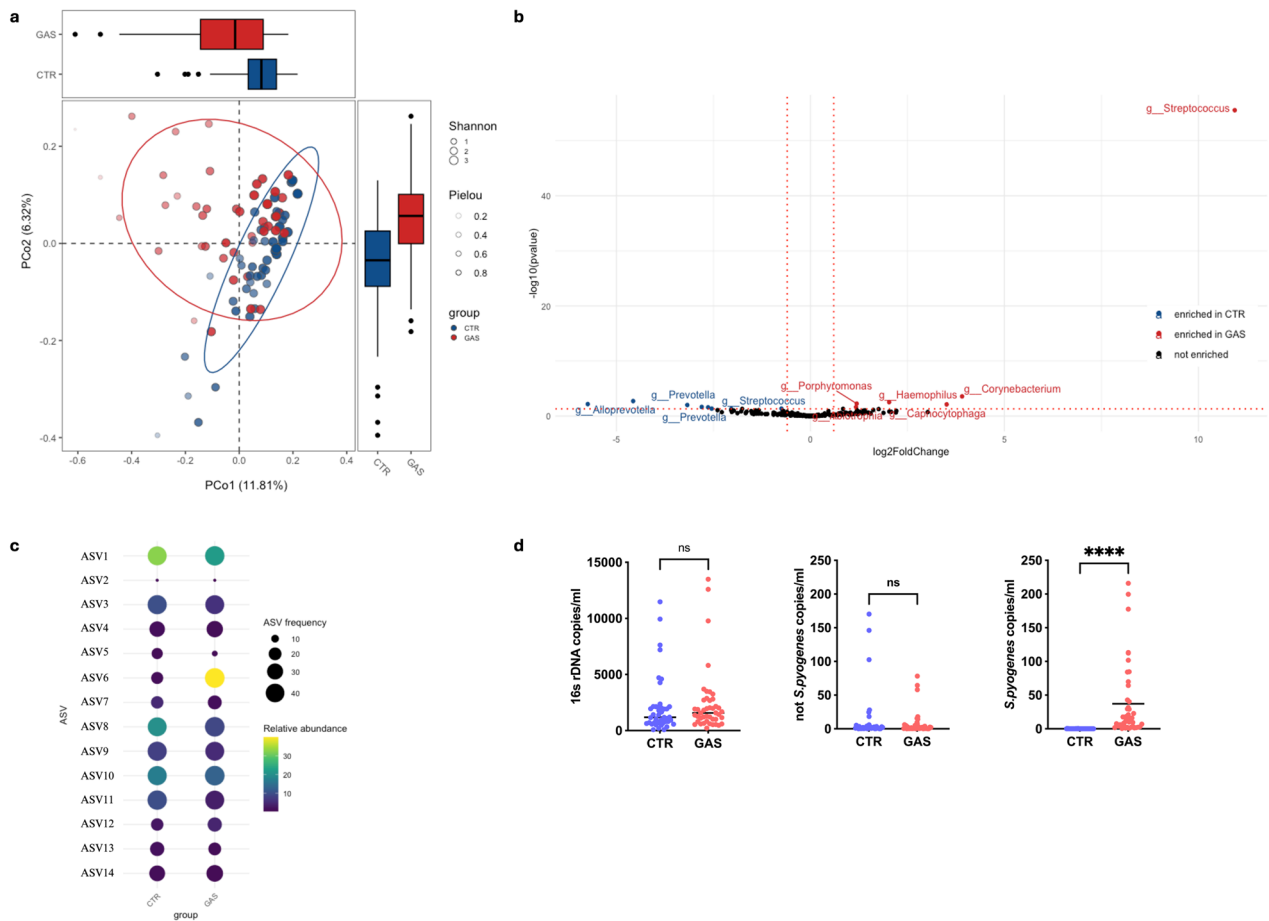 a
GAS
CTR
0.2
0.0
-0.2
-0.4
PCo2 (6.32%)
-0.6
-0.4
-0.2
0.0
0.2
0.4
PCo1 (11.81%)
CTR
GAS
Shannon
1
2
3
Pielou
0.2
0.4
0.6
0.8
group
CTR
GAS
b
g__Streptococcus
40
20
0
-log10(pvalue)
enriched in CTR
enriched in GAS
not enriched
g__Porphyromonas
g__Prevotella
g__Haemophilus
g__Corynebacterium
g__Streptococcus
g__Alloprevotella
g__Prevotella
g__Capnocytophaga
-5
0
5
10
log2FoldChange
c
ASV1
ASV2
ASV3
ASV4
ASV5
ASV6
ASV7
ASV8
ASV9
ASV10
ASV11
ASV12
ASV13
ASV14
ASV
CTR
GAS
group
ASV frequency
10
20
30
40
Relative abundance
30
20
10
d
ns
15000
10000
5000
0
16s rDNA copies/ml
CTR
GAS
ns
250
200
150
100
50
0
not S.pyogenes copies/ml
CTR
GAS
****
250
200
150
100
50
0
S.pyogenes copies/ml
CTR
GAS